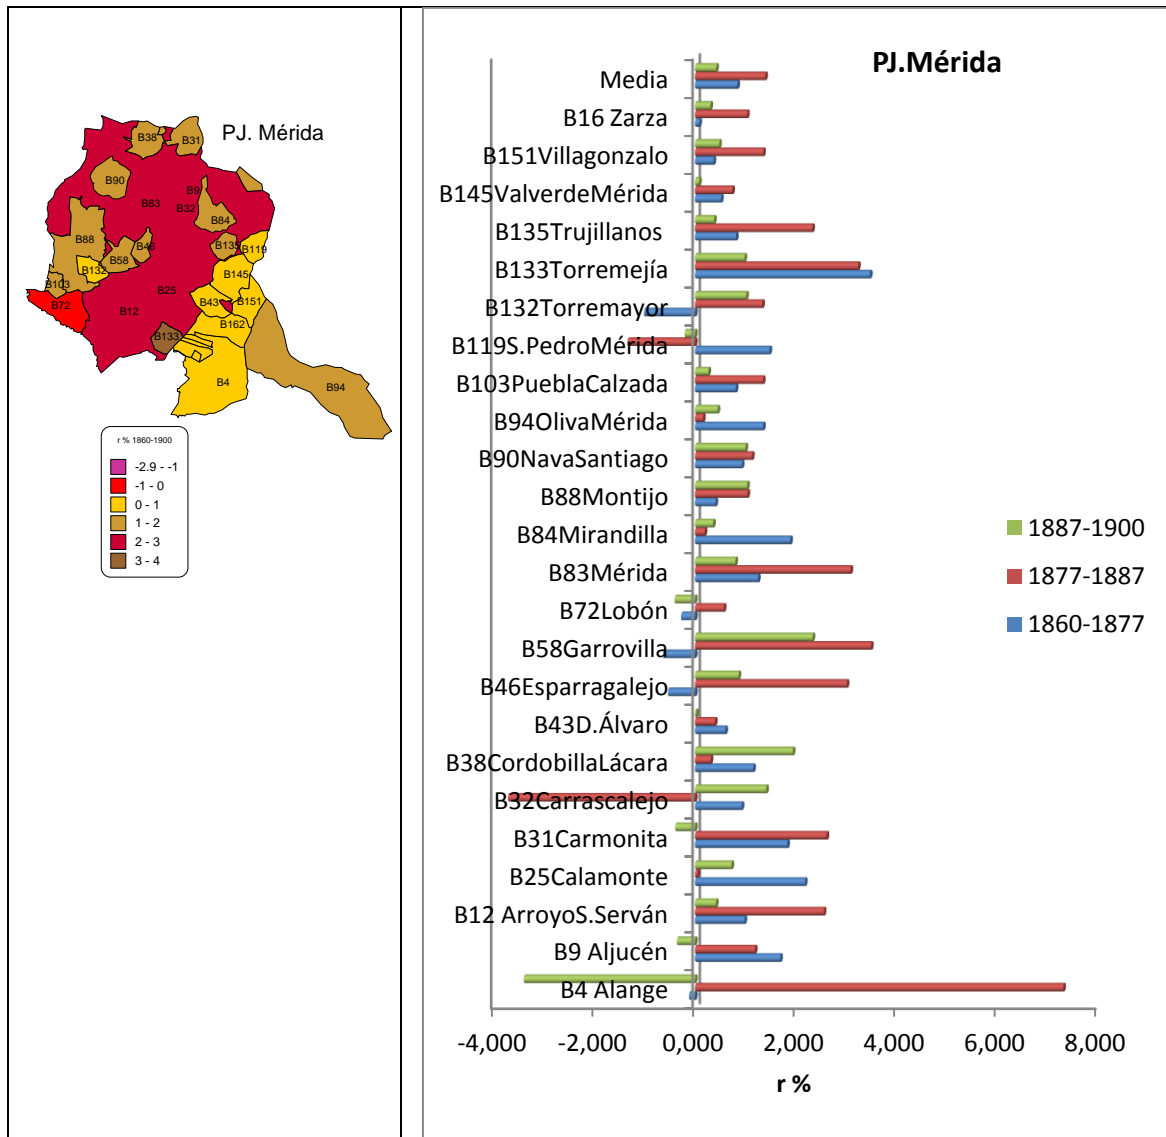 PJ. Mérida
B38
B31
B90
B9
B83
B32
B84
B88
B46
B135
B119
B58
B132
B145
B103
B25
B72
B43
B151
B12
B162
B133
B4
B94
r % 1860-1900
-2.9 - -1
-1 - 0
0 - 1
1 - 2
2 - 3
3 - 4
PJ.Mérida
Media
B16 Zarza
B151Villagonzalo
B145ValverdeMérida
B135Trujillanos
B133Torremejía
B132Torremayor
B119S.PedroMérida
B103PueblaCalzada
B94OlivaMérida
B90NavaSantiago
B88Montijo
B84Mirandilla
B83Mérida
B72Lobón
B58Garrovilla
B46Esparragalejo
B43D.Álvaro
B38CordobillaLácara
B32Carrascalejo
B31Carmonita
B25Calamonte
B12 ArroyoS.Serván
B9 Aljucén
B4 Alange
1887-1900
1877-1887
1860-1877
-4,000 -2,000 0,000 2,000 4,000 6,000 8,000
r %